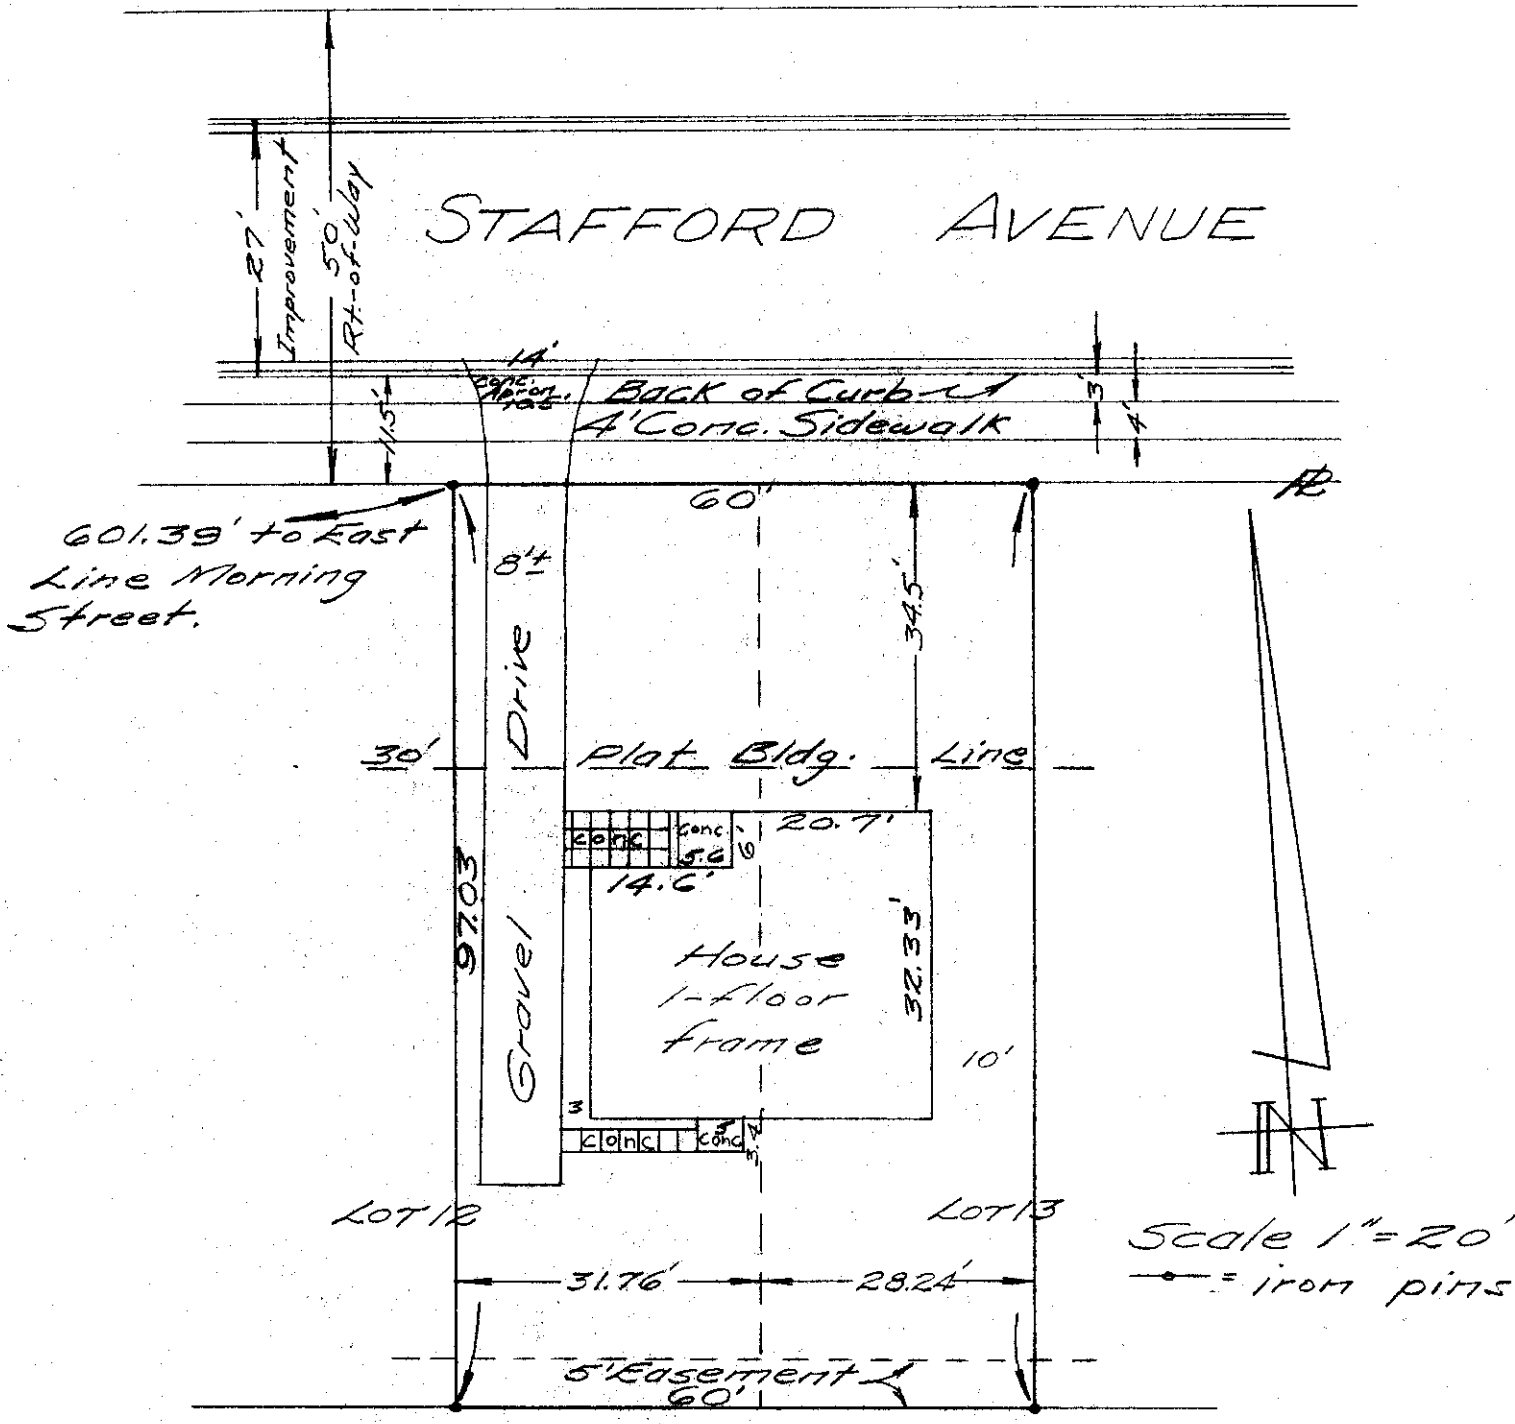 STAFFORD AVENUE
27'
Improvement
50'
Rt.-of-Way
14'
conc.
Apron
Back of Curb
3'
11.5'
4' Conc. Sidewalk
4'
60'
PL
601.39' to East
Line Morning
Street.
8'±
34.5'
Gravel Drive
30' Plat Bldg. Line
conc
conc.
5.6
6'
20.7'
14.6'
97.03
House
1-floor
frame
32.33'
10'
3
conc
5
conc
3.4
LOT 12
LOT 13
N
Scale 1"=20'
= iron pins
31.76'
28.24'
5' Easement
60'